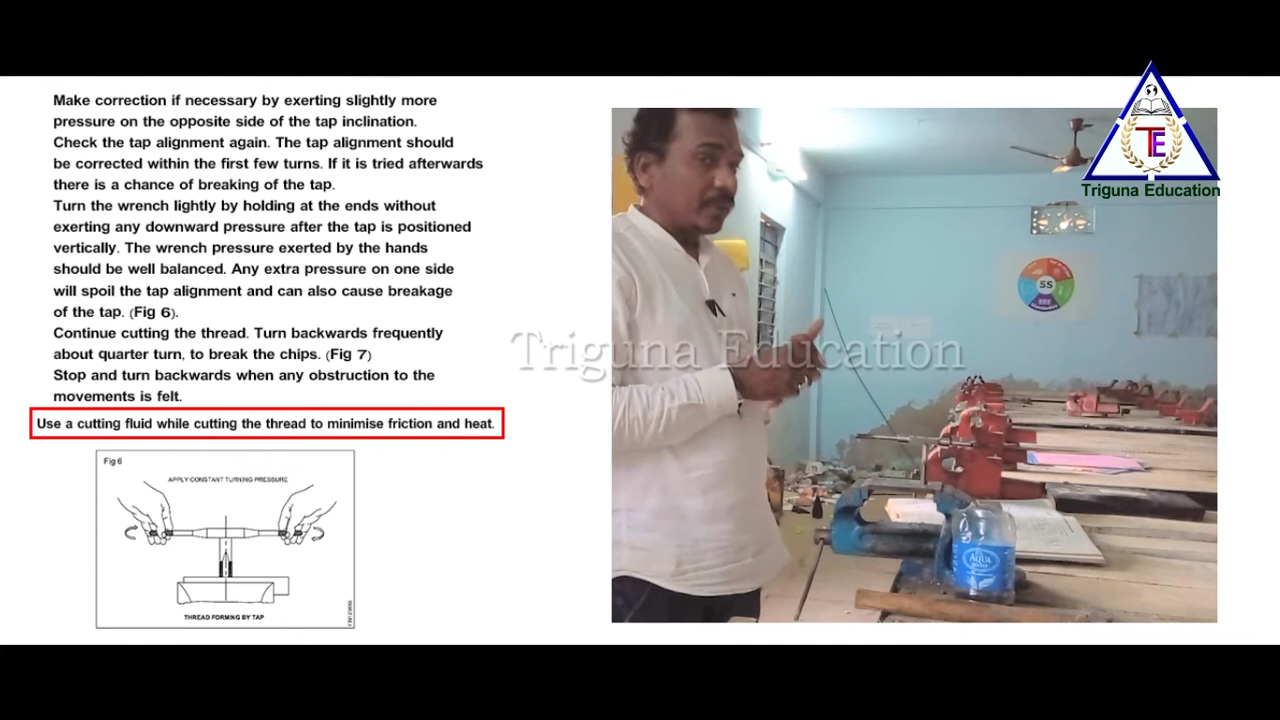 Make correction if necessary by exerting slightly more
pressure on the opposite side of the tap inclination.
Check the tap alignment again. The tap alignment should
be corrected within the first few turns. If it is tried afterwards
there is a chance of breaking of the tap.
Turn the wrench lightly by holding at the ends without
exerting any downward pressure after the tap is positioned
vertically. The wrench pressure exerted by the hands
should be well balanced. Any extra pressure on one side
will spoil the tap alignment and can also cause breakage
of the tap. (Fig 6).
Continue cutting the thread. Turn backwards frequently
about quarter turn, to break the chips. (Fig 7)
Stop and turn backwards when any obstruction to the
movements is felt.
Use a cutting fluid while cutting the thread to minimise friction and heat.
Fig 6
APPLY CONSTANT TURNING PRESSURE
THREAD FORMING BY TAP
TE
Triguna Education
5S
Triguna Education
AQUA